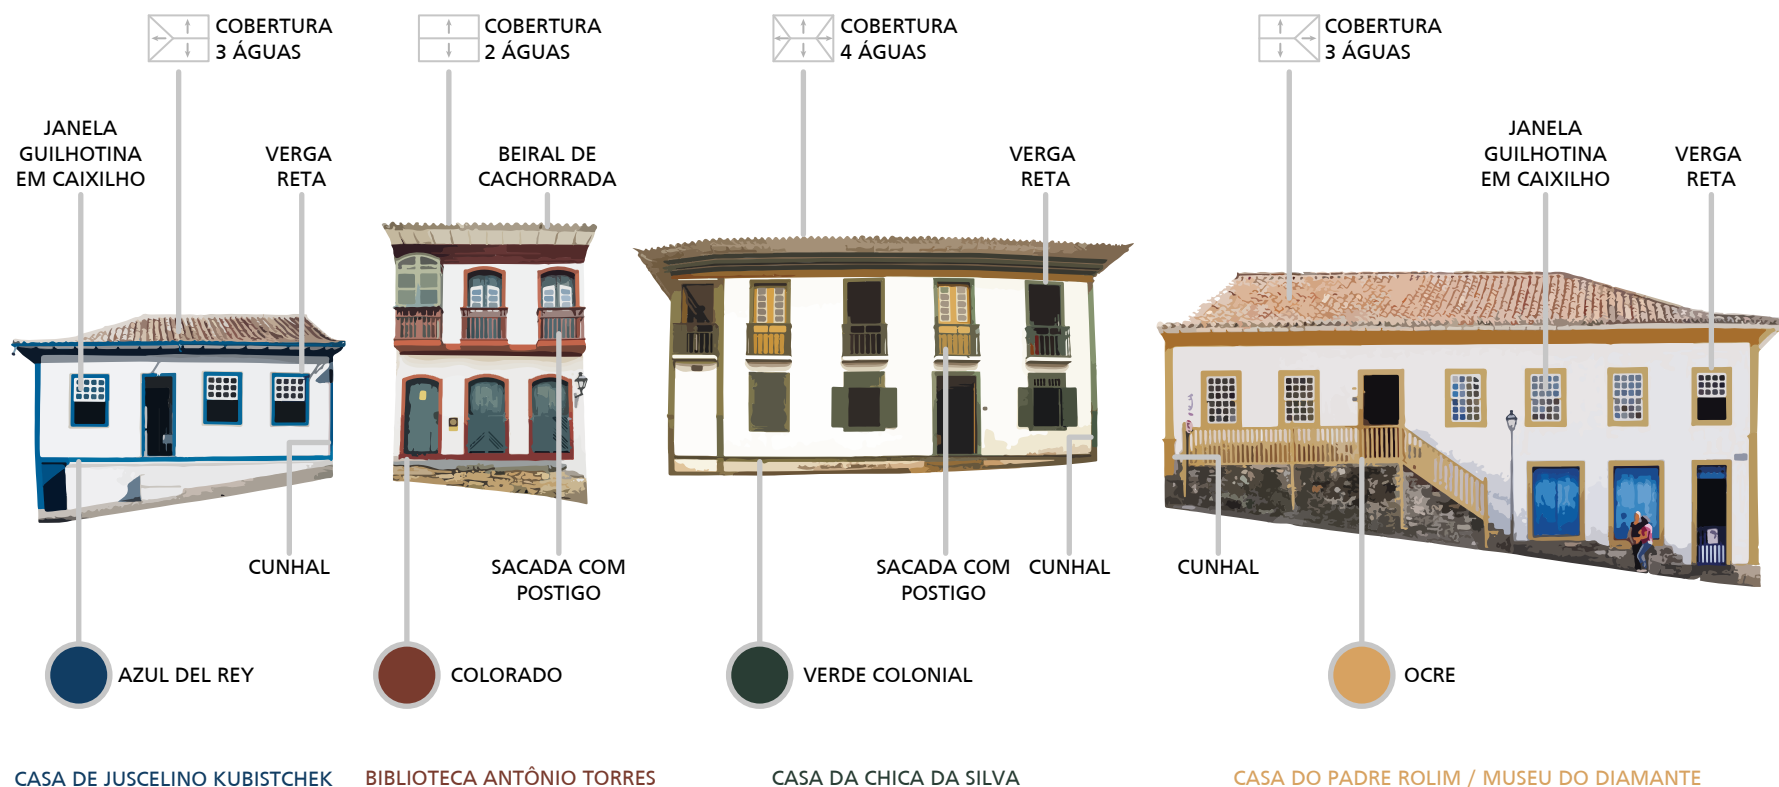 COBERTURA
3 ÁGUAS
COBERTURA
2 ÁGUAS
COBERTURA
4 ÁGUAS
COBERTURA
3 ÁGUAS
JANELA
GUILHOTINA
EM CAIXILHO
VERGA
RETA
BEIRAL DE
CACHORRADA
VERGA
RETA
JANELA
GUILHOTINA
EM CAIXILHO
VERGA
RETA
CUNHAL
SACADA COM
POSTIGO
SACADA COM
POSTIGO
CUNHAL
CUNHAL
AZUL DEL REY
COLORADO
VERDE COLONIAL
OCRE
CASA DE JUSCELINO KUBISTCHEK
BIBLIOTECA ANTÔNIO TORRES
CASA DA CHICA DA SILVA
CASA DO PADRE ROLIM / MUSEU DO DIAMANTE